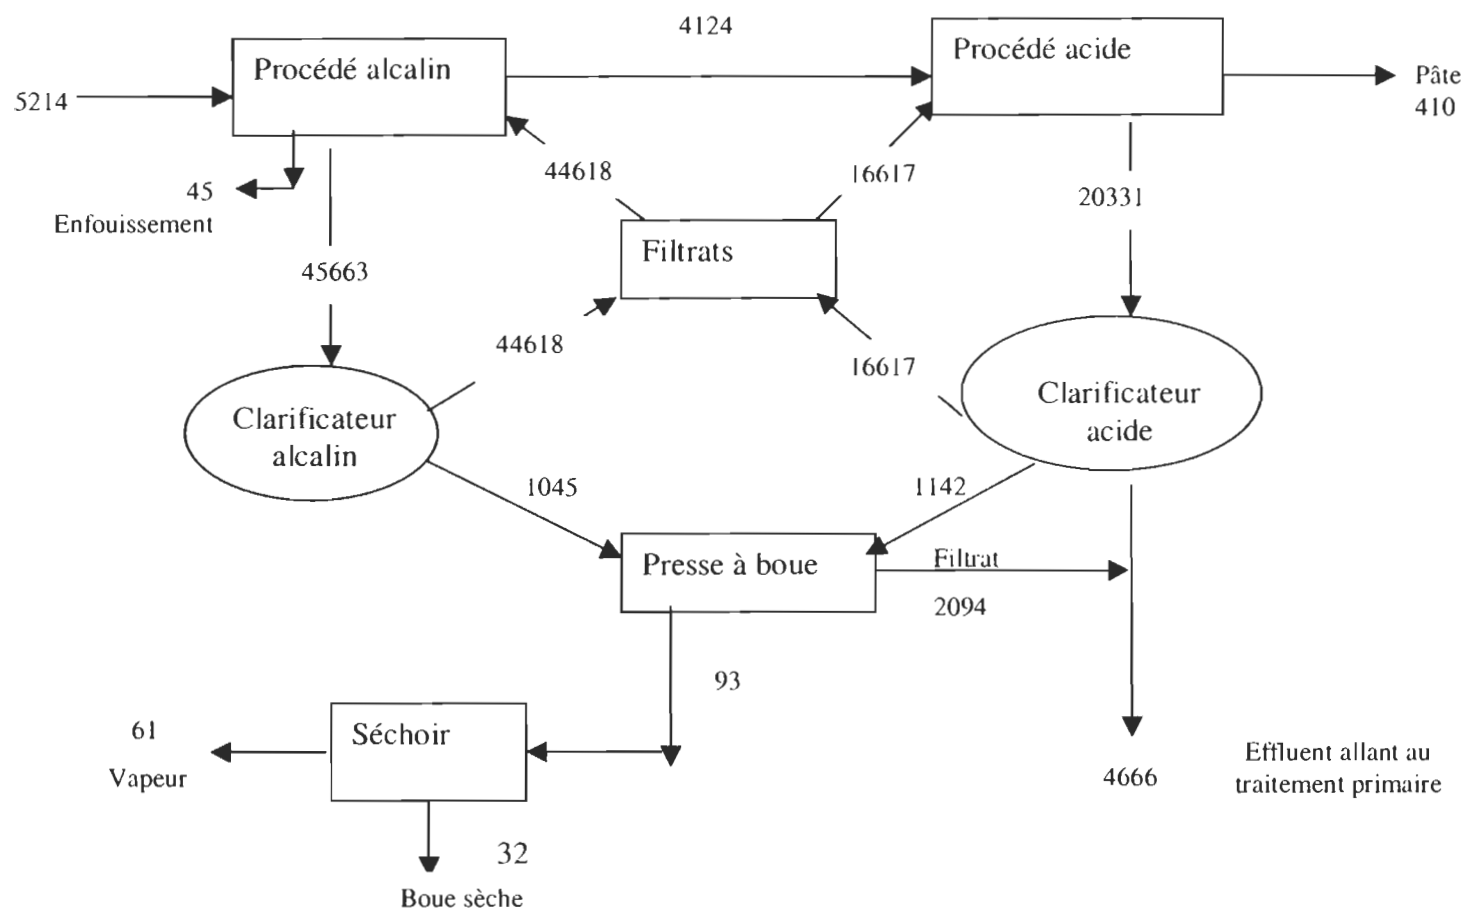 4124
Procédé alcalin
Procédé acide
5214
Pâte
410
44618
16617
45
Enfouissement
20331
Filtrats
45663
44618
16617
Clarificateur
alcalin
Clarificateur
acide
1045
1142
Presse à boue
Filtrat
2094
93
61
Vapeur
Séchoir
4666
Effluent allant au
traitement primaire
32
Boue sèche